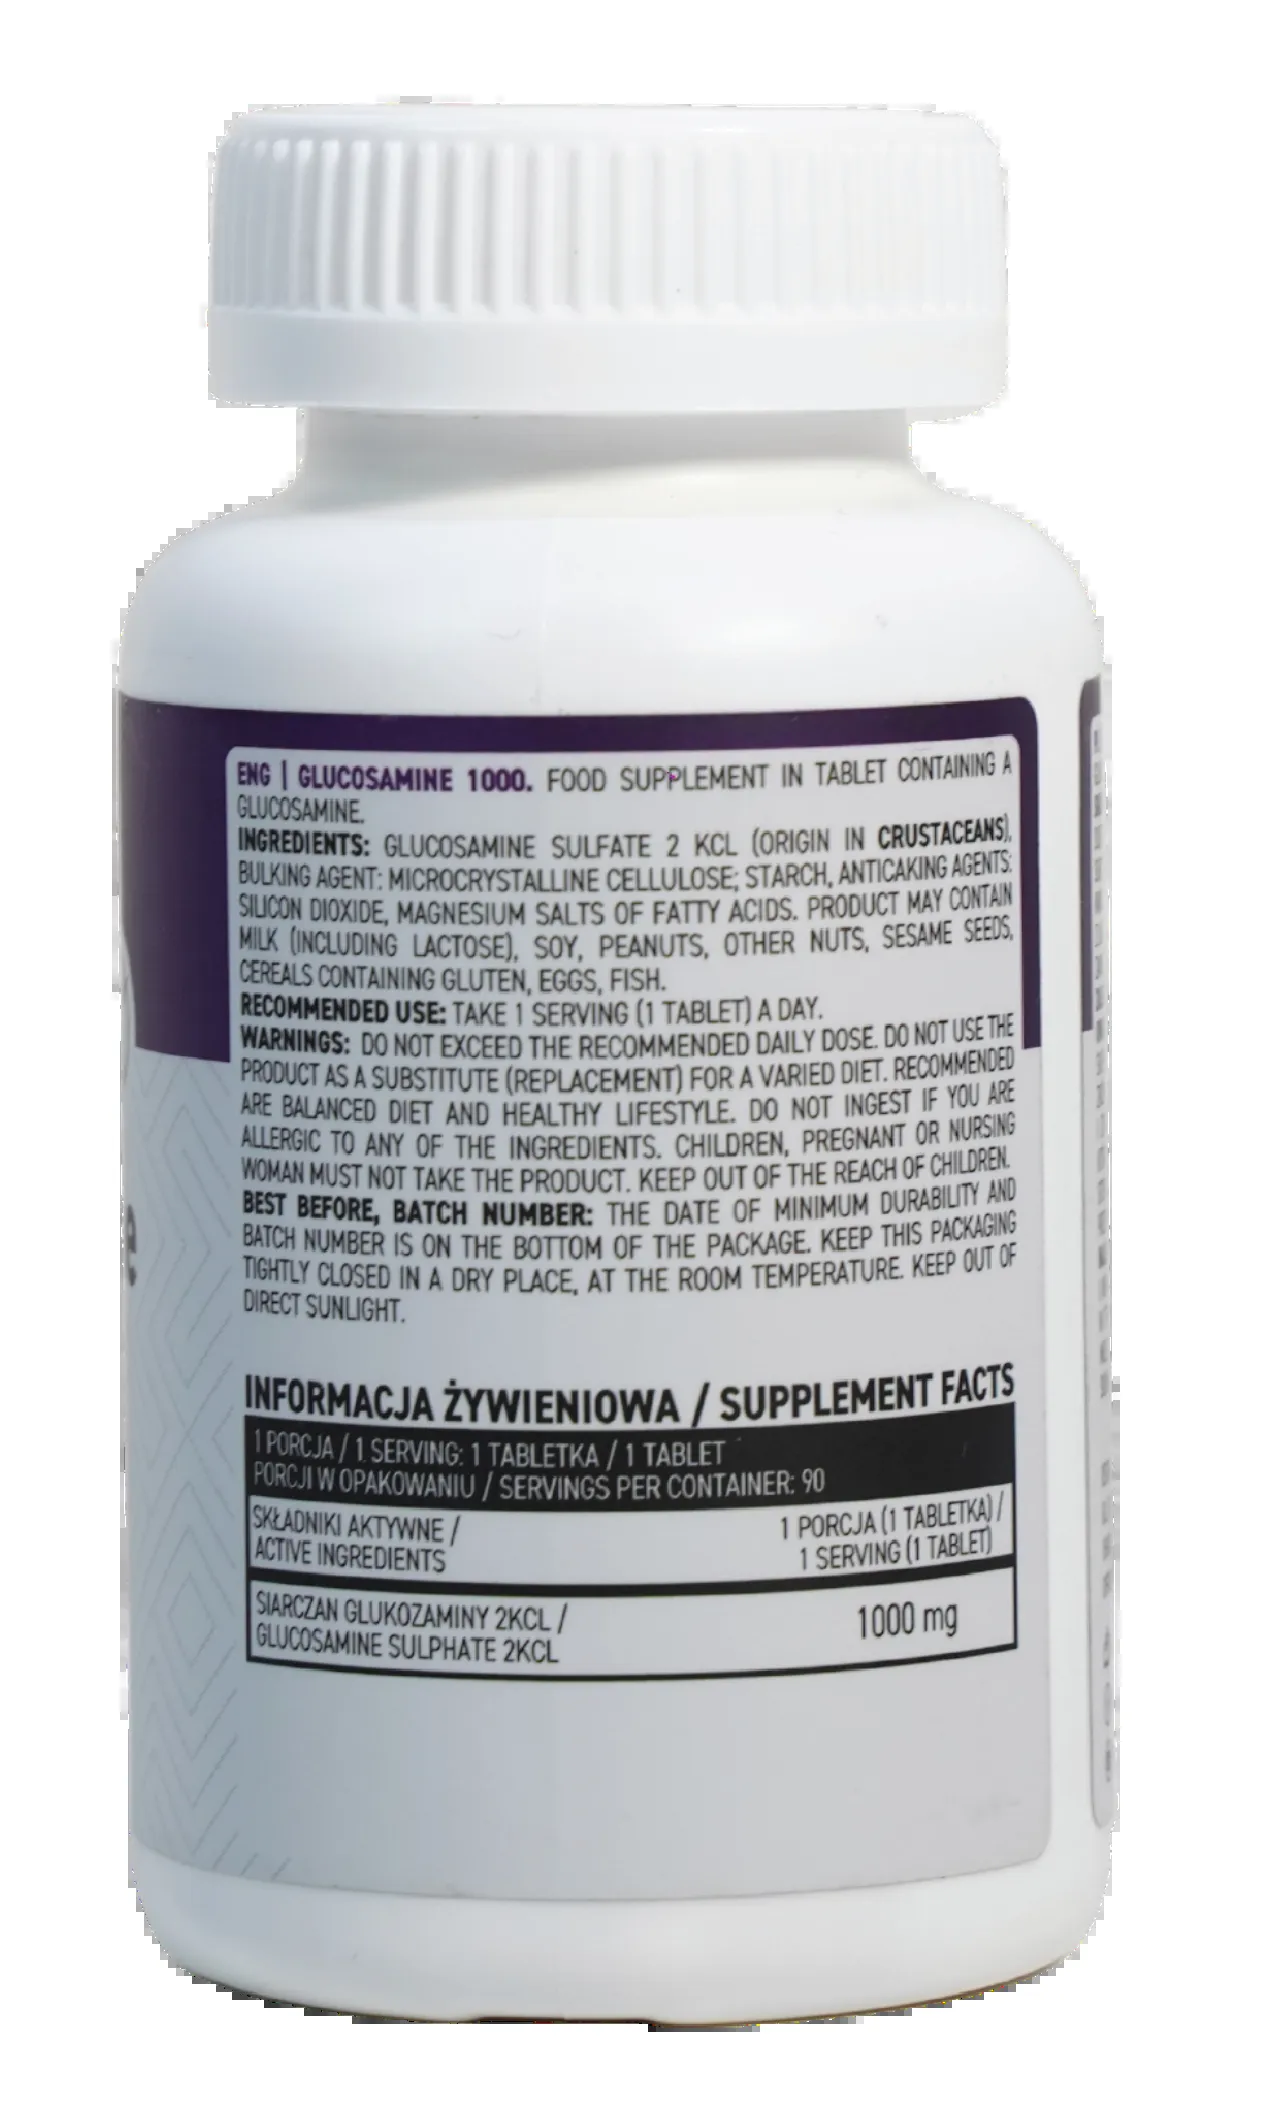 ENG | GLUCOSAMINE 1000. FOOD SUPPLEMENT IN TABLET CONTAINING A
GLUCOSAMINE.
INGREDIENTS: GLUCOSAMINE SULFATE 2 KCL (ORIGIN IN CRUSTACEANS),
BULKING AGENT: MICROCRYSTALLINE CELLULOSE; STARCH, ANTICAKING AGENTS:
SILICON DIOXIDE, MAGNESIUM SALTS OF FATTY ACIDS. PRODUCT MAY CONTAIN
MILK (INCLUDING LACTOSE), SOY, PEANUTS, OTHER NUTS, SESAME SEEDS,
CEREALS CONTAINING GLUTEN, EGGS, FISH.
RECOMMENDED USE: TAKE 1 SERVING (1 TABLET) A DAY.
WARNINGS: DO NOT EXCEED THE RECOMMENDED DAILY DOSE. DO NOT USE THE
PRODUCT AS A SUBSTITUTE (REPLACEMENT) FOR A VARIED DIET. RECOMMENDED
ARE BALANCED DIET AND HEALTHY LIFESTYLE. DO NOT INGEST IF YOU ARE
ALLERGIC TO ANY OF THE INGREDIENTS. CHILDREN, PREGNANT OR NURSING
WOMAN MUST NOT TAKE THE PRODUCT. KEEP OUT OF THE REACH OF CHILDREN.
BEST BEFORE, BATCH NUMBER: THE DATE OF MINIMUM DURABILITY AND
BATCH NUMBER IS ON THE BOTTOM OF THE PACKAGE. KEEP THIS PACKAGING
TIGHTLY CLOSED IN A DRY PLACE, AT THE ROOM TEMPERATURE. KEEP OUT OF
DIRECT SUNLIGHT.
INFORMACJA ŻYWIENIOWA / SUPPLEMENT FACTS
1 PORCJA / 1 SERVING: 1 TABLETKA / 1 TABLET
PORCJI W OPAKOWANIU / SERVINGS PER CONTAINER: 90
SKŁADNIKI AKTYWNE /
ACTIVE INGREDIENTS
1 PORCJA (1 TABLETKA) /
1 SERVING (1 TABLET)
SIARCZAN GLUKOZAMINY 2KCL /
GLUCOSAMINE SULPHATE 2KCL
1000 mg